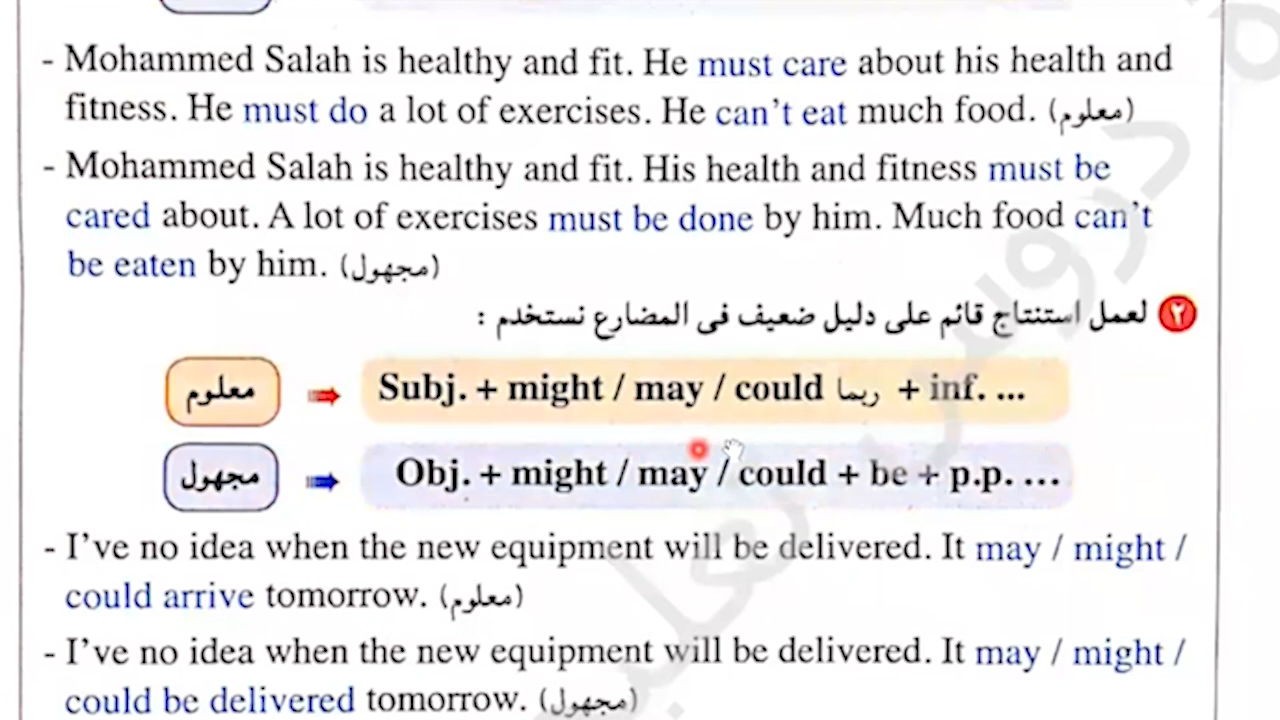 - Mohammed Salah is healthy and fit. He must care about his health and
fitness. He must do a lot of exercises. He can't eat much food. (معلوم)
- Mohammed Salah is healthy and fit. His health and fitness must be
cared about. A lot of exercises must be done by him. Much food can't
be eaten by him. (مجهول)
٢ لعمل استنتاج قائم على دليل ضعيف فى المضارع نستخدم :
معلوم ➡ Subj. + might / may / could ربما + inf. ...
مجهول ➡ Obj. + might / may / could + be + p.p. ...
- I've no idea when the new equipment will be delivered. It may / might /
could arrive tomorrow. (معلوم)
- I've no idea when the new equipment will be delivered. It may / might /
could be delivered tomorrow. (مجهول)